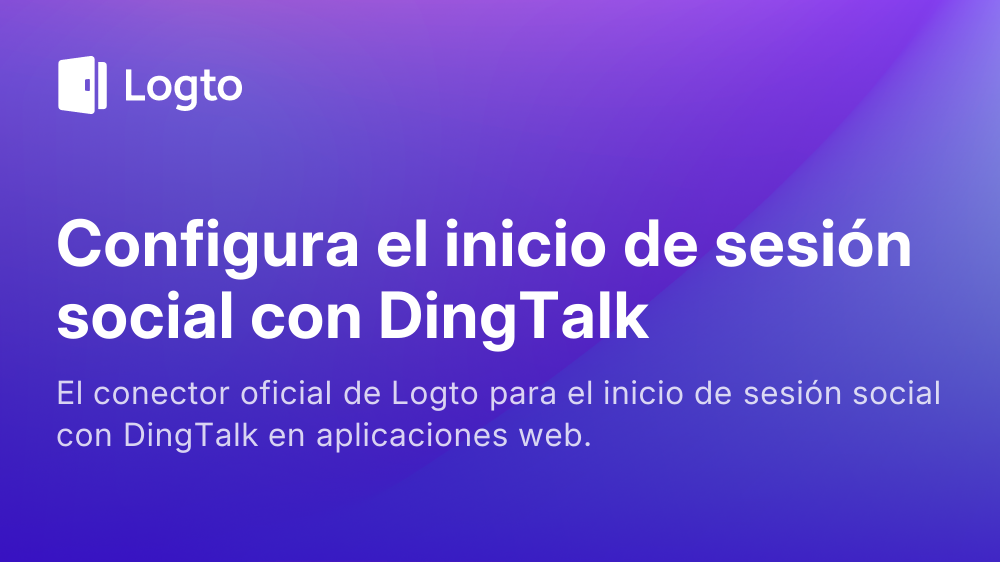 Logto
Configura el inicio de sesión
social con DingTalk
El conector oficial de Logto para el inicio de sesión social
con DingTalk en aplicaciones web.